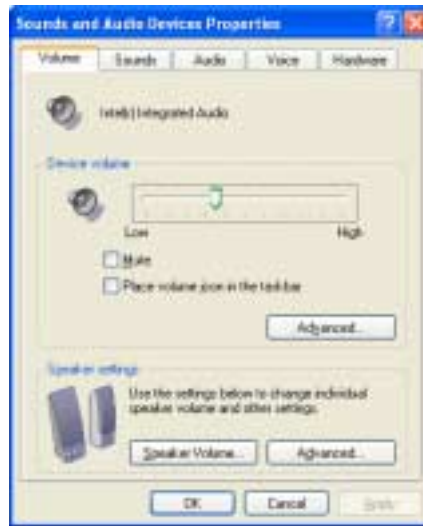 Sounds and Audio Devices Properties
Volume Sounds Audio Voice Hardware
Intel(r) Integrated Audio
Device volume
Low High
Mute
Place volume icon in the taskbar
Advanced...
Speaker settings
Use the settings below to change individual
speaker volume and other settings.
Speaker Volume... Advanced...
OK Cancel Apply